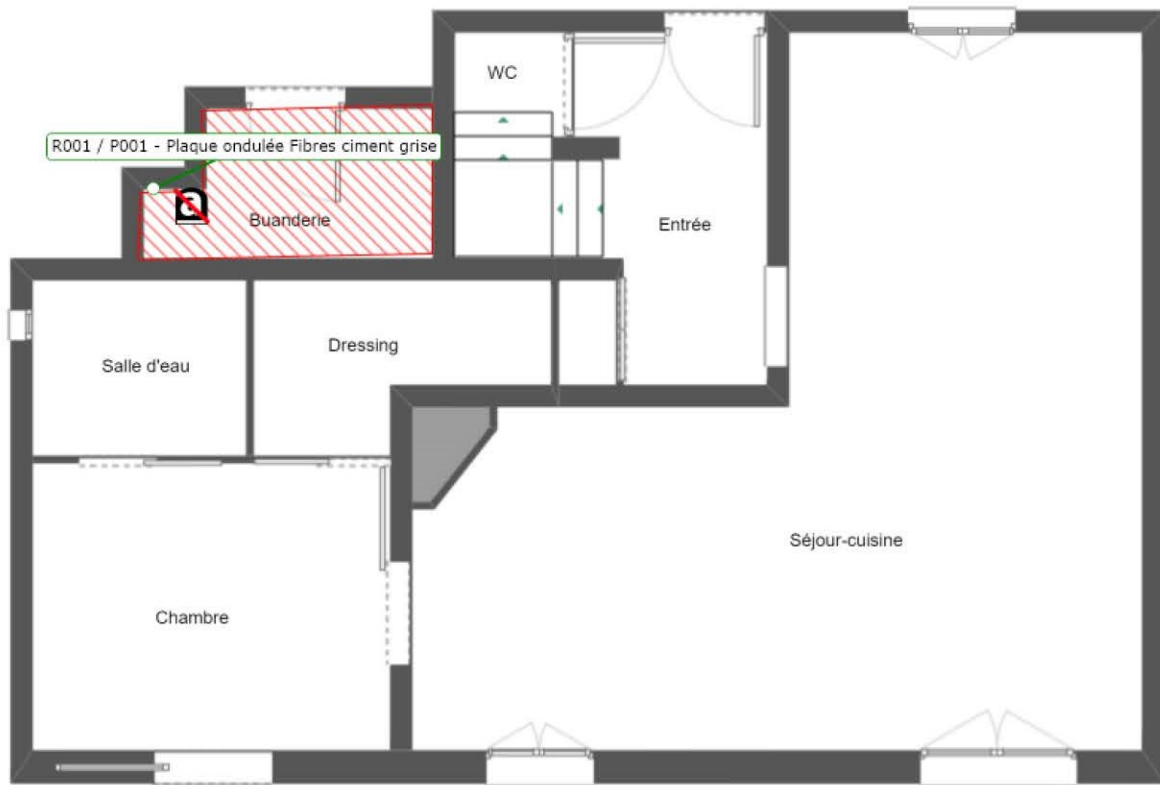 WC
R001 / P001 - Plaque ondulée Fibres ciment grise
Buanderie
Entrée
Dressing
Salle d'eau
Séjour-cuisine
Chambre